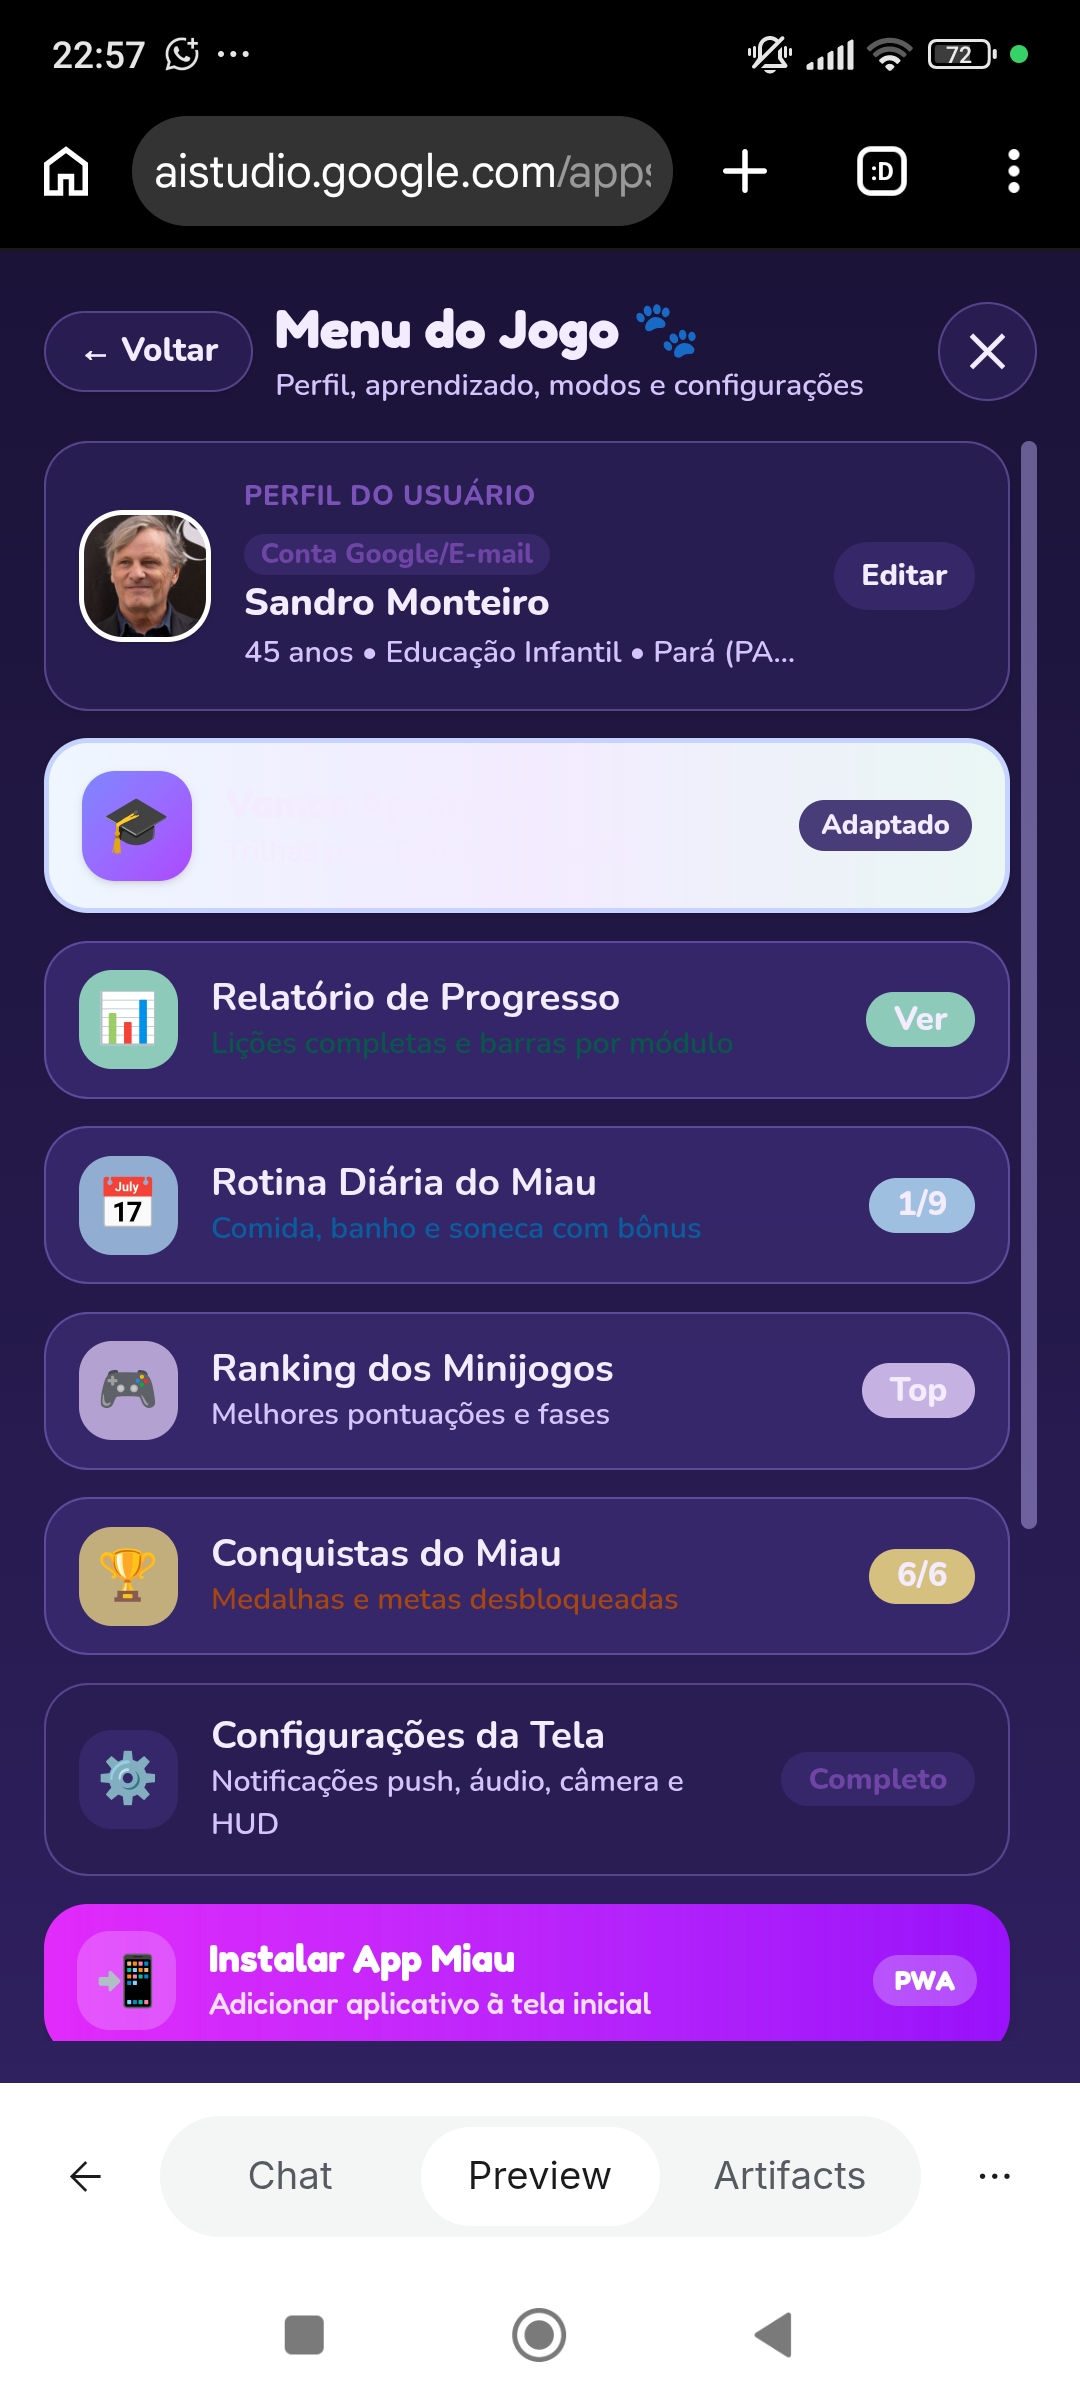 22:57
72
aistudio.google.com/apps
:D
← Voltar
Menu do Jogo
Perfil, aprendizado, modos e configurações
PERFIL DO USUÁRIO
Conta Google/E-mail
Sandro Monteiro
45 anos • Educação Infantil • Pará (PA...
Editar
Vamos
Trilhas
Adaptado
Relatório de Progresso
Lições completas e barras por módulo
Ver
July
17
Rotina Diária do Miau
Comida, banho e soneca com bônus
1/9
Ranking dos Minijogos
Melhores pontuações e fases
Top
Conquistas do Miau
Medalhas e metas desbloqueadas
6/6
Configurações da Tela
Notificações push, áudio, câmera e
HUD
Completo
Instalar App Miau
Adicionar aplicativo à tela inicial
PWA
Chat
Preview
Artifacts